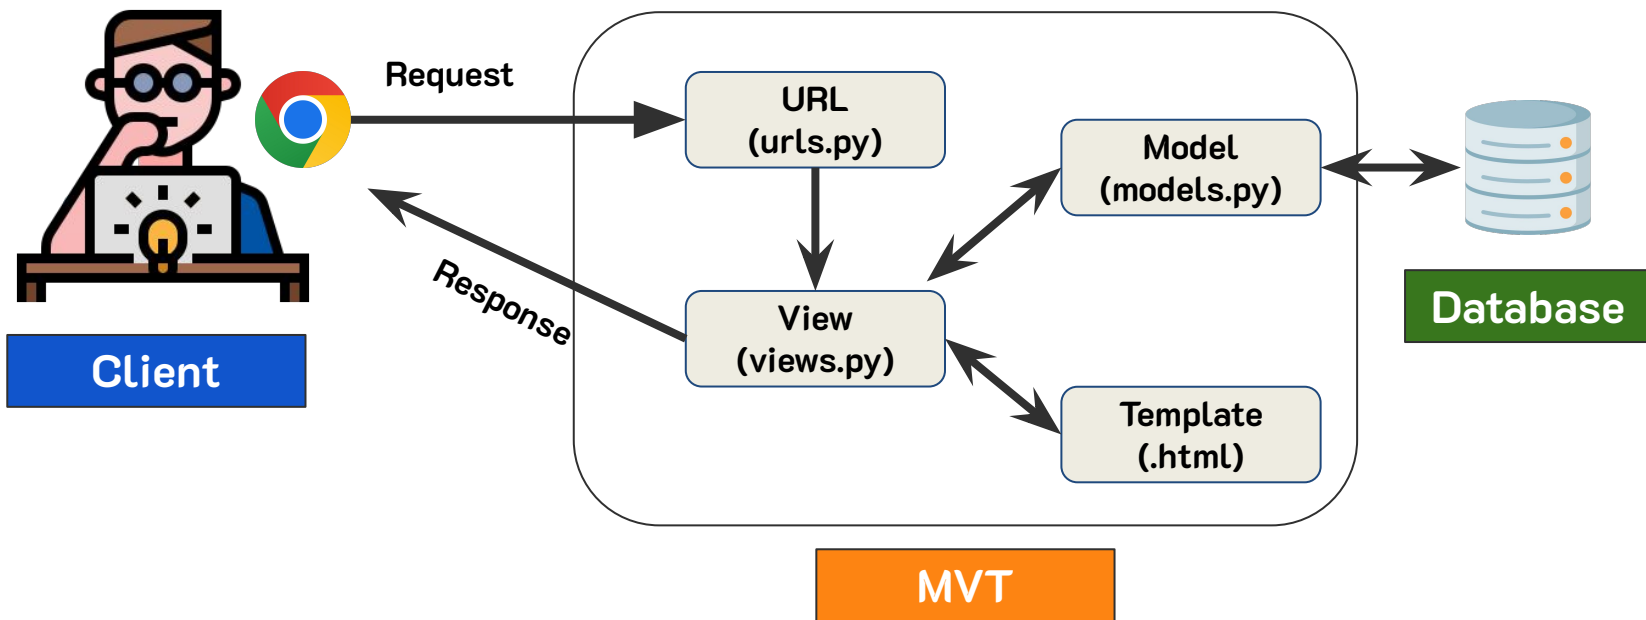 Request
URL
(urls.py)
Model
(models.py)
Response
View
(views.py)
Database
Client
Template
(.html)
MVT